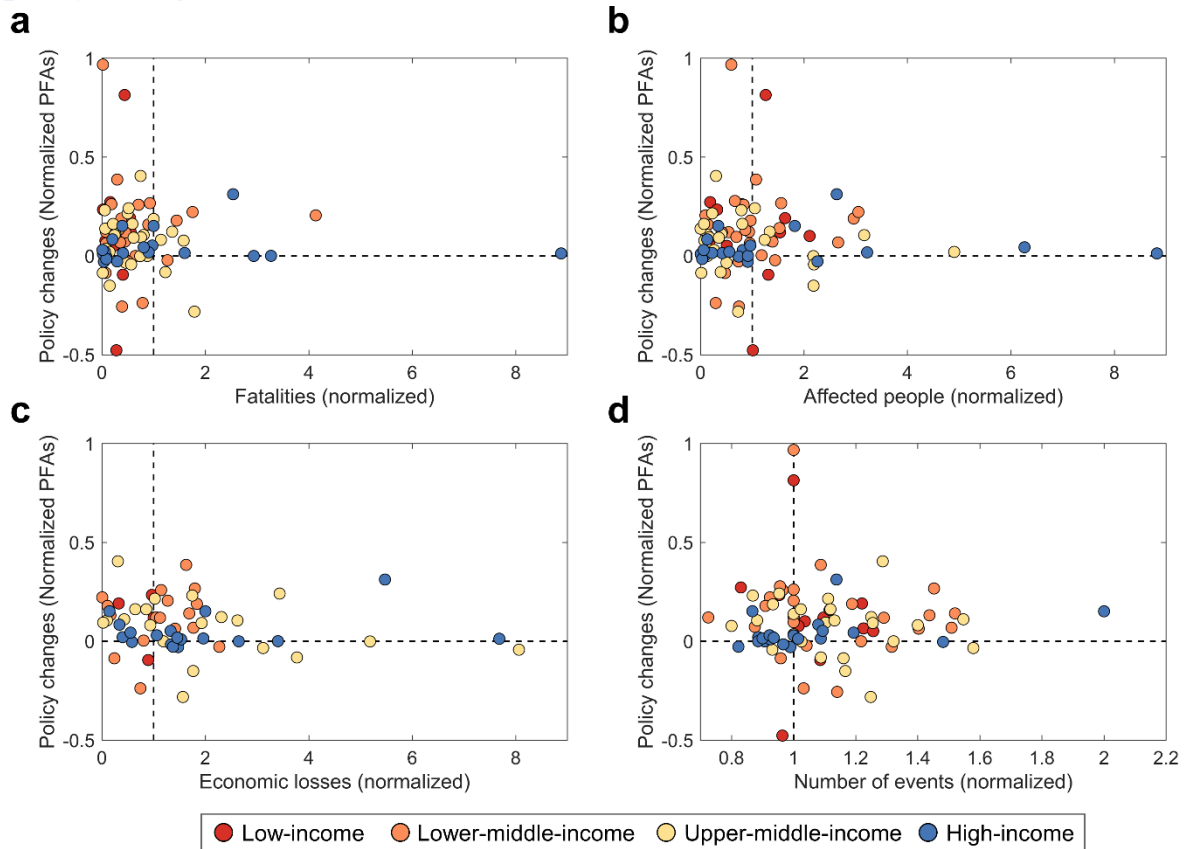 a
Policy changes (Normalized PFAs)
1
0.5
0
-0.5
0 2 4 6 8
Fatalities (normalized)
b
Policy changes (Normalized PFAs)
1
0.5
0
-0.5
0 2 4 6 8
Affected people (normalized)
c
Policy changes (Normalized PFAs)
1
0.5
0
-0.5
0 2 4 6 8
Economic losses (normalized)
d
Policy changes (Normalized PFAs)
1
0.5
0
-0.5
0.8 1 1.2 1.4 1.6 1.8 2 2.2
Number of events (normalized)
Low-income Lower-middle-income Upper-middle-income High-income